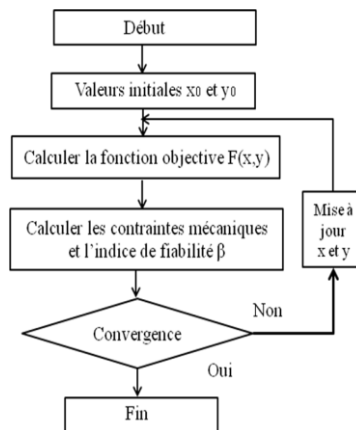 Début
Valeurs initiales x0 et y0
Calculer la fonction objective F(x,y)
Calculer les contraintes mécaniques
et l'indice de fiabilité β
Mise à
jour
x et y
Convergence
Non
Oui
Fin